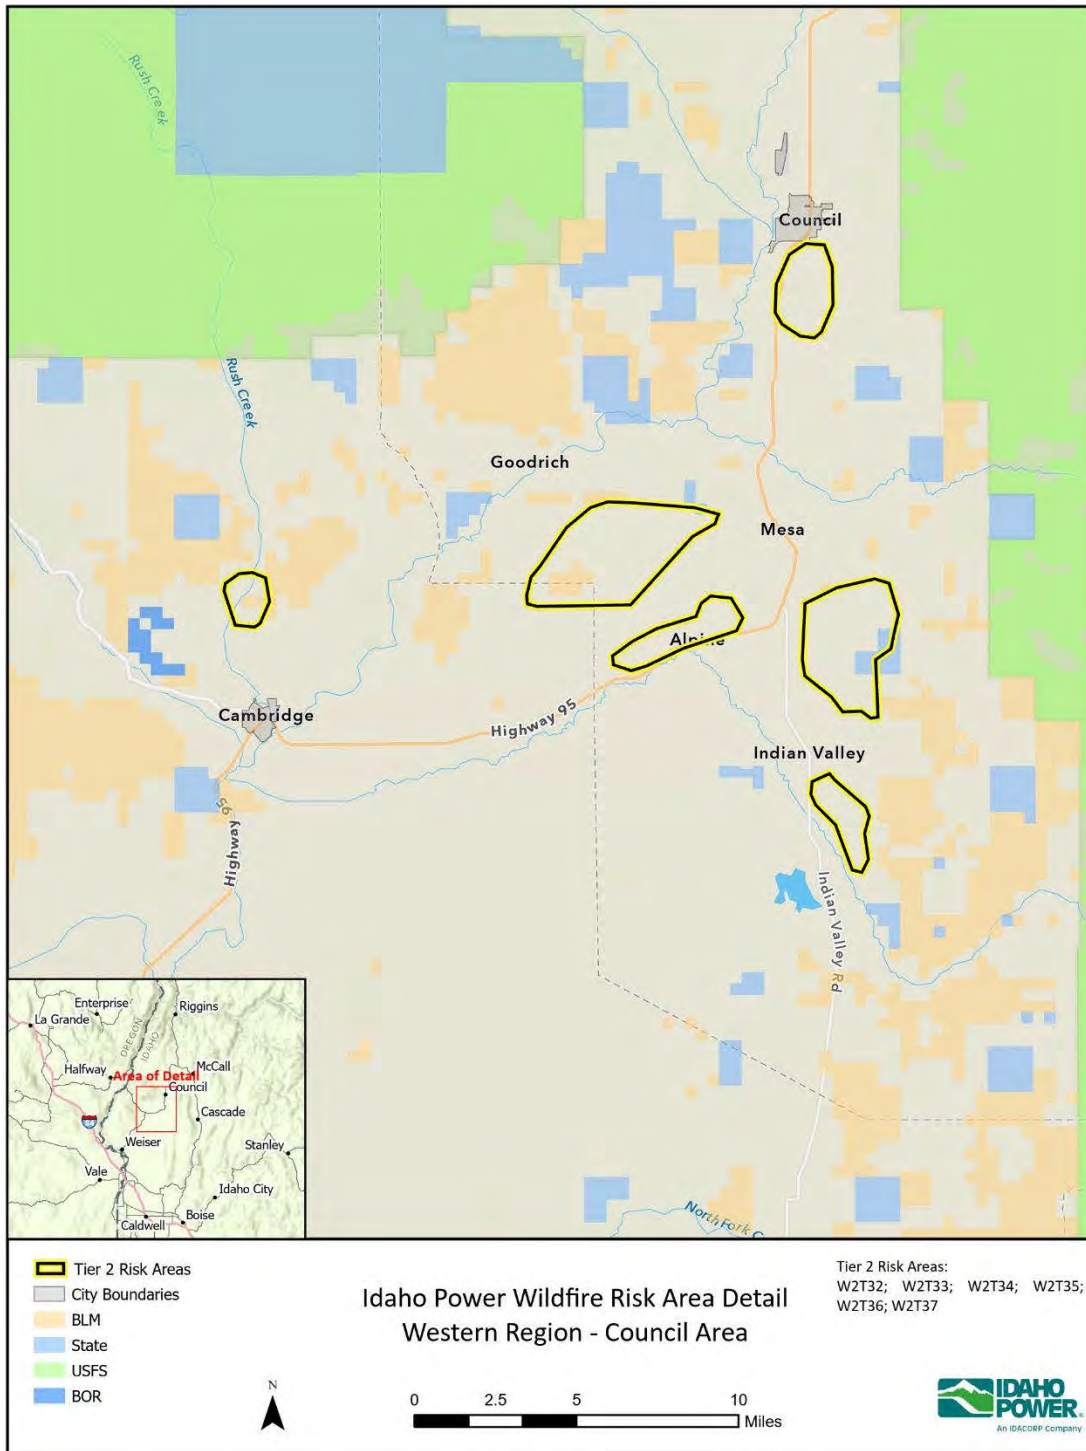 Rush Creek
Council
Rush Creek
Goodrich
Mesa
Alpine
Cambridge
Highway 95
Indian Valley
Highway 95
Indian Valley Rd
North Fork C
Enterprise
Riggins
La Grande
OREGON
IDAHO
Halfway
McCall
Area of Detail
Council
84
Cascade
Weiser
Stanley
Vale
Idaho City
Boise
Caldwell
Tier 2 Risk Areas
City Boundaries
BLM
State
USFS
BOR
Idaho Power Wildfire Risk Area Detail
Western Region - Council Area
N
0 2.5 5 10
Miles
Tier 2 Risk Areas:
W2T32; W2T33; W2T34; W2T35;
W2T36; W2T37
IDAHO
POWER®
An IDACORP Company